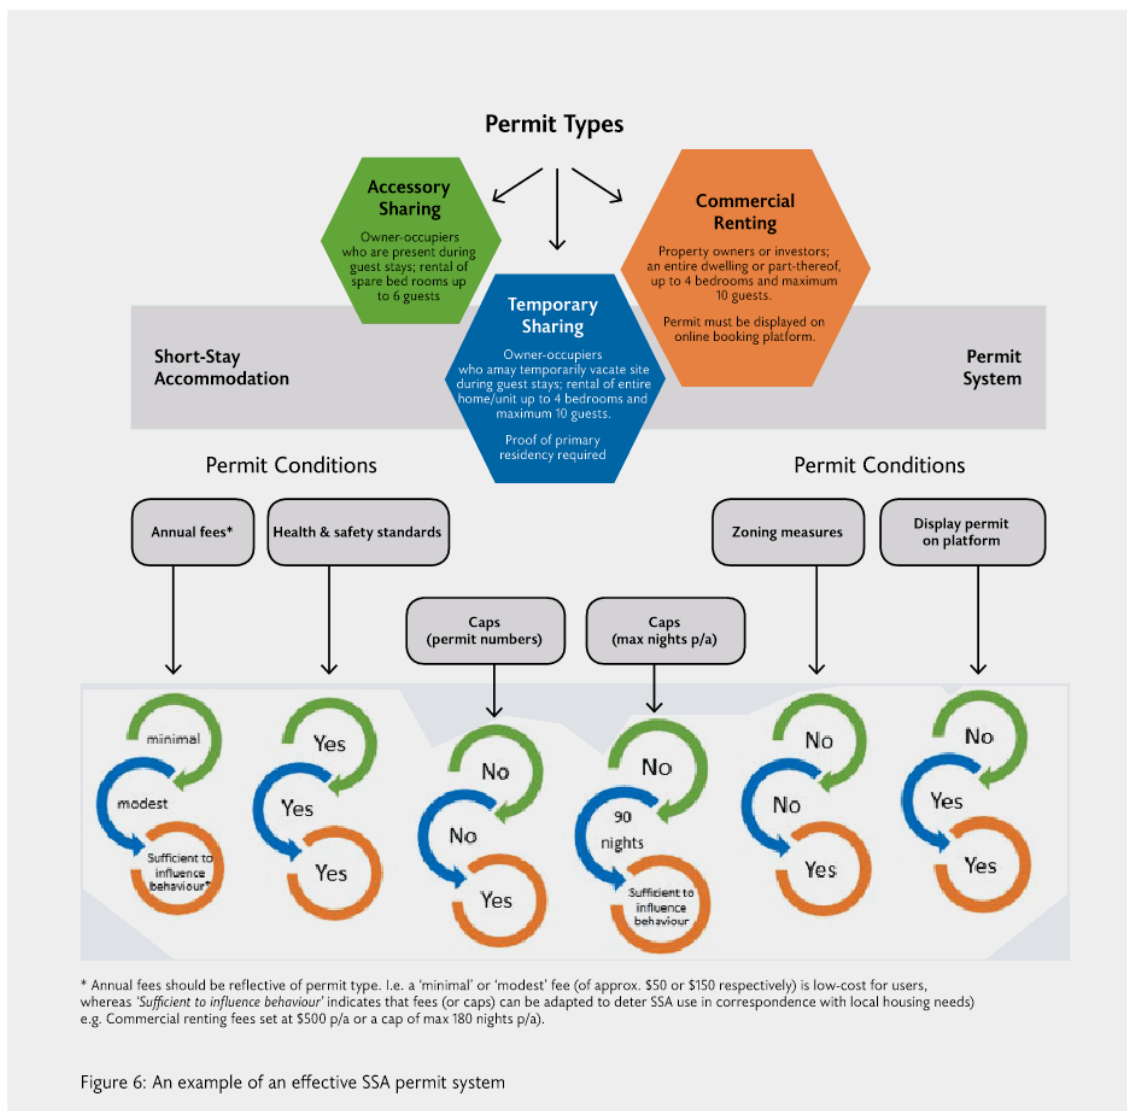 Permit Types
Accessory
Sharing
Owner-occupiers
who are present during
guest stays; rental of
spare bed rooms up
to 6 guests
Commercial
Renting
Property owners or investors;
an entire dwelling or part-thereof,
up to 4 bedrooms and maximum
10 guests.
Permit must be displayed on
online booking platform.
Temporary
Sharing
Owner-occupiers
who amay temporarily vacate site
during guest stays; rental of entire
home/unit up to 4 bedrooms and
maximum 10 guests.
Proof of primary
residency required
Short-Stay
Accommodation
Permit
System
Permit Conditions
Permit Conditions
Annual fees*
Health & safety standards
Caps
(permit numbers)
Caps
(max nights p/a)
Zoning measures
Display permit
on platform
minimal
modest
Sufficient to
influence
behaviour*
Yes
Yes
Yes
No
No
Yes
No
90
nights
Sufficient to
influence
behaviour
No
No
Yes
No
Yes
Yes
* Annual fees should be reflective of permit type. I.e. a ‘minimal’ or ‘modest’ fee (of approx. $50 or $150 respectively) is low-cost for users,
whereas ‘Sufficient to influence behaviour’ indicates that fees (or caps) can be adapted to deter SSA use in correspondence with local housing needs)
e.g. Commercial renting fees set at $500 p/a or a cap of max 180 nights p/a).
Figure 6: An example of an effective SSA permit system